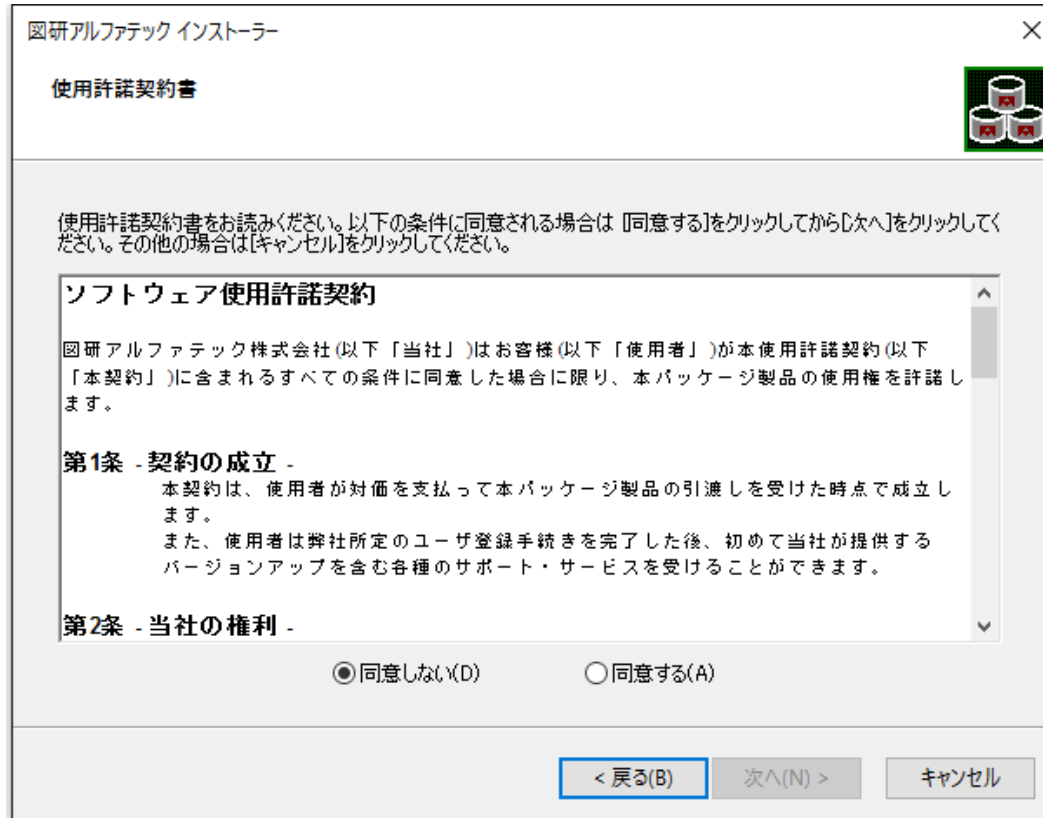 図研アルファテック インストーラー
使用許諾契約書
使用許諾契約書をお読みください。以下の条件に同意される場合は [同意する]をクリックしてから[次へ]をクリックしてく
ださい。その他の場合は[キャンセル]をクリックしてください。
ソフトウェア使用許諾契約
図研アルファテック株式会社(以下「当社」)はお客様(以下「使用者」)が本使用許諾契約(以下
「本契約」)に含まれるすべての条件に同意した場合に限り、本パッケージ製品の使用権を許諾し
ます。
第1条 - 契約の成立 -
本契約は、使用者が対価を支払って本パッケージ製品の引渡しを受けた時点で成立し
ます。
また、使用者は弊社所定のユーザ登録手続きを完了した後、初めて当社が提供する
バージョンアップを含む各種のサポート・サービスを受けることができます。
第2条 - 当社の権利 -
同意しない(D) 同意する(A)
< 戻る(B) 次へ(N) > キャンセル